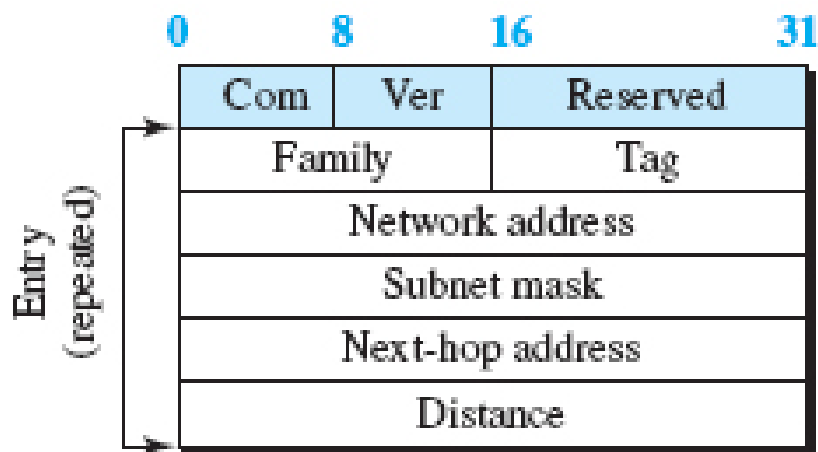 0 8 16 31
Com Ver Reserved
Family Tag
Network address
Subnet mask
Next-hop address
Distance
Entry
(repeated)